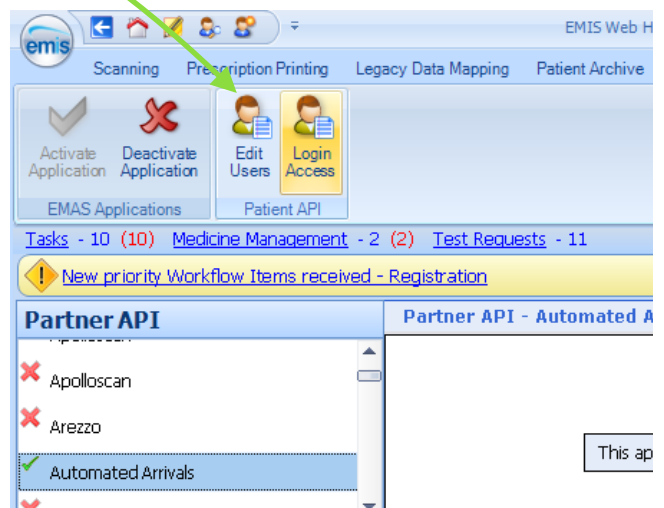 emis
EMIS Web H
Scanning Prescription Printing Legacy Data Mapping Patient Archive
Activate Application
Deactivate Application
Edit Users
Login Access
EMAS Applications
Patient API
Tasks - 10 (10) Medicine Management - 2 (2) Test Requests - 11
New priority Workflow Items received - Registration
Partner API
Partner API - Automated A
Apolloscan
Arezzo
Automated Arrivals
This ap